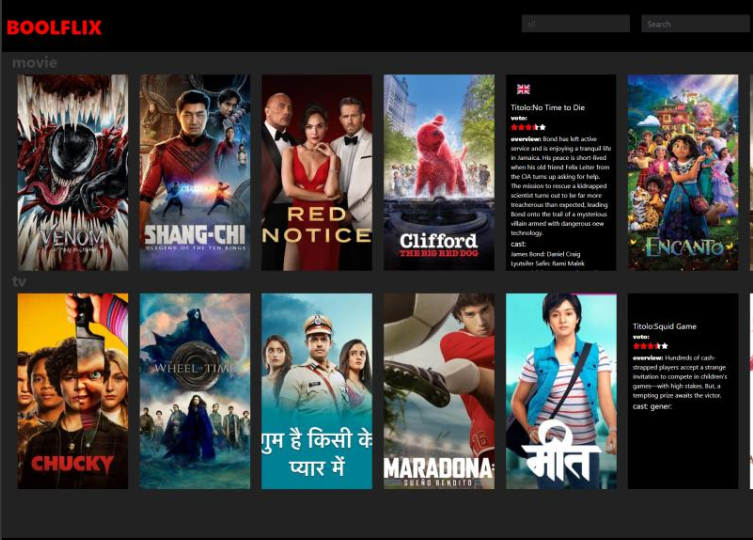 BOOLFLIX
all
Search
movie
VENOM
SHANG-CHI
LEGEND OF THE TEN RINGS
RED
NOTICE
Clifford
THE BIG RED DOG
Titolo:No Time to Die
voto:
overview: Bond has left active
service and is enjoying a tranquil life
in Jamaica. His peace is short-lived
when his old friend Felix Leiter from
the CIA turns up asking for help.
The mission to rescue a kidnapped
scientist turns out to be far more
treacherous than expected, leading
Bond onto the trail of a mysterious
villain armed with dangerous new
technology.
cast:
James Bond: Daniel Craig
Lyutsifer Safin: Rami Malek
ENCANTO
tv
CHUCKY
WHEEL OF TIME
गुम है किसी के
प्यार में
MARADONA
SUEÑO BENDITO
मीत
Titolo:Squid Game
voto:
overview: Hundreds of cash-
strapped players accept a strange
invitation to compete in children's
games—with high stakes. But, a
tempting prize awaits the victor.
cast: gener: